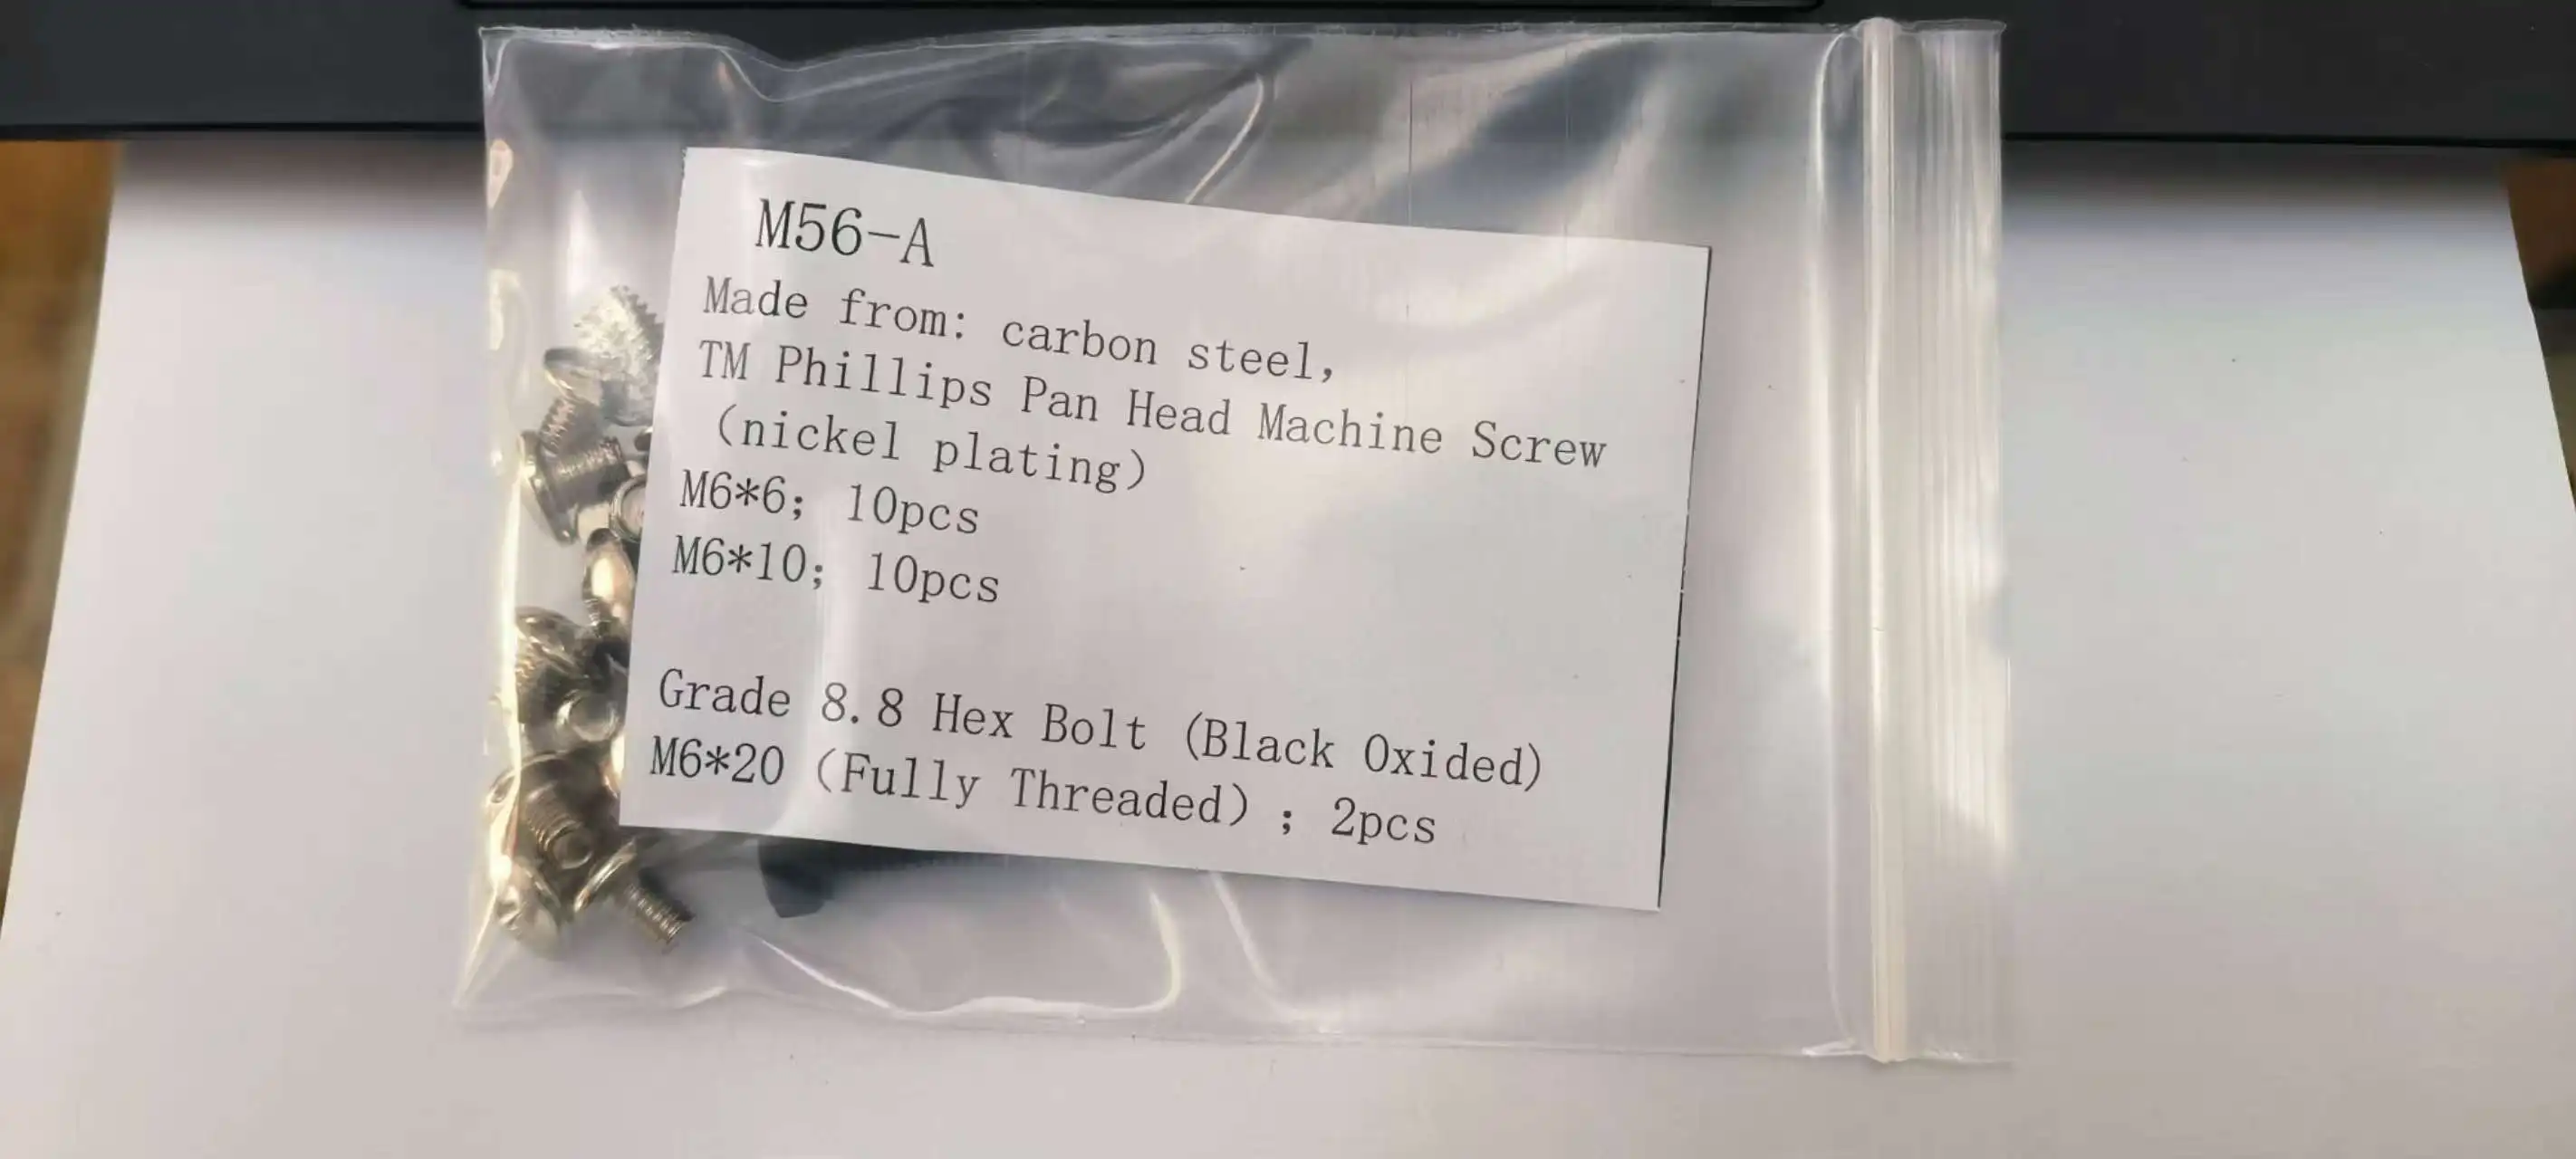 M56-A
Made from: carbon steel,
TM Phillips Pan Head Machine Screw
(nickel plating)
M6*6; 10pcs
M6*10; 10pcs
Grade 8.8 Hex Bolt (Black Oxided)
M6*20 (Fully Threaded) ; 2pcs